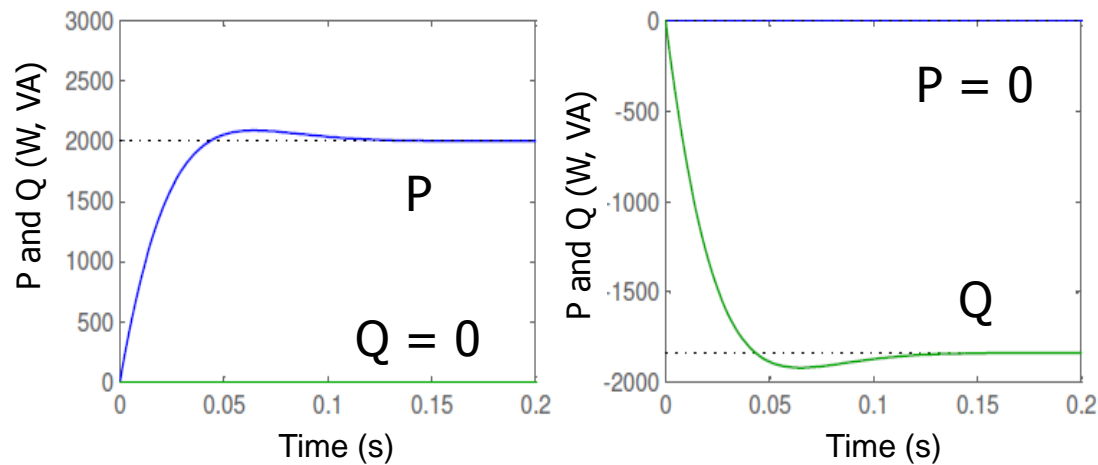 3000
2500
2000
1500
1000
500
0
0
0.05
0.1
0.15
0.2
P and Q (W, VA)
Time (s)
P
Q = 0
0
-500
-1000
-1500
-2000
0
0.05
0.1
0.15
0.2
P and Q (W, VA)
Time (s)
P = 0
Q